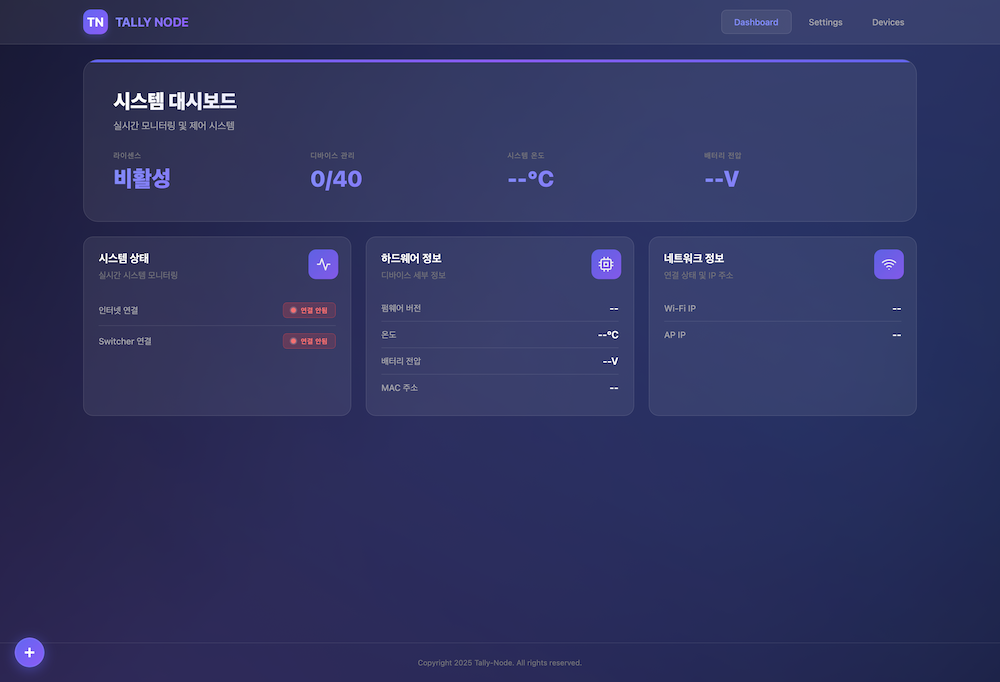 TN TALLY NODE
Dashboard Settings Devices
시스템 대시보드
실시간 모니터링 및 제어 시스템
라이센스 디바이스 관리 시스템 온도 배터리 전압
비활성 0/40 --°C --V
시스템 상태
실시간 시스템 모니터링
인터넷 연결 연결 안됨
Switcher 연결 연결 안됨
하드웨어 정보
디바이스 세부 정보
펌웨어 버전 --
온도 --°C
배터리 전압 --V
MAC 주소 --
네트워크 정보
연결 상태 및 IP 주소
Wi-Fi IP --
AP IP --
+
Copyright 2025 Tally-Node. All rights reserved.